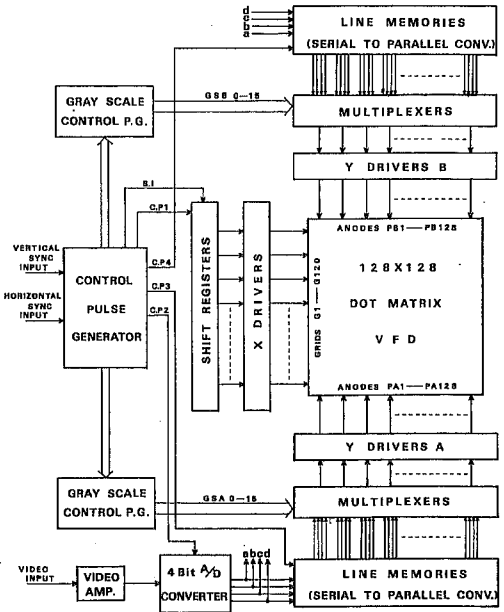 d
c
b
a
LINE MEMORIES
(SERIAL TO PARALLEL CONV.)
GRAY SCALE
CONTROL P.G.
GSB 0—15
MULTIPLEXERS
Y DRIVERS B
S.I
C.P1
VERTICAL
SYNC
INPUT
HORIZONTAL
SYNC
INPUT
CONTROL
PULSE
GENERATOR
C.P4
C.P3
C.P2
SHIFT REGISTERS
X DRIVERS
ANODES PB1—PB128
128X128
DOT MATRIX
VFD
GRIDS G1—G120
ANODES PA1—PA128
Y DRIVERS A
GRAY SCALE
CONTROL P.G.
GSA 0—15
MULTIPLEXERS
VIDEO
INPUT
VIDEO
AMP.
4 Bit A/D
CONVERTER
abcd
LINE MEMORIES
(SERIAL TO PARALLEL CONV.)